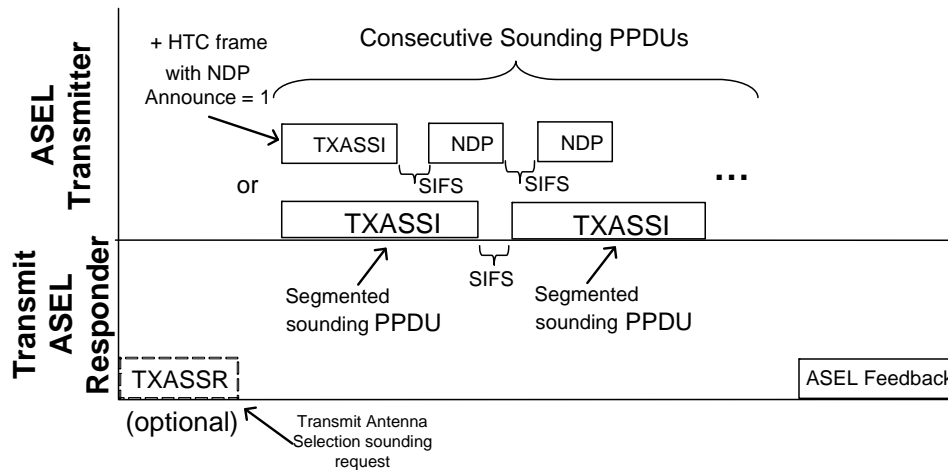 + HTC frame
with NDP
Announce = 1
Consecutive Sounding PPDUs
ASEL
Transmitter
TXASSI
NDP
NDP
SIFS
SIFS
...
or
TXASSI
TXASSI
SIFS
Segmented
sounding PPDU
Segmented
sounding PPDU
Transmit
ASEL
Responder
TXASSR
(optional)
Transmit Antenna
Selection sounding
request
ASEL Feedback